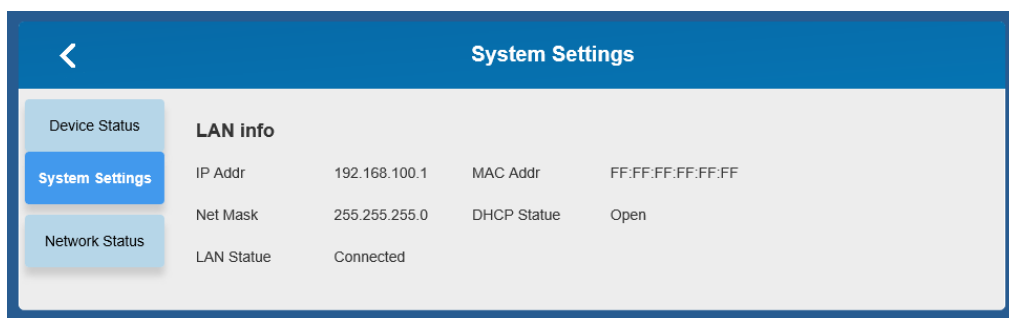 System Settings
Device Status
System Settings
Network Status
LAN info
IP Addr 192.168.100.1 MAC Addr FF:FF:FF:FF:FF:FF
Net Mask 255.255.255.0 DHCP Statue Open
LAN Statue Connected